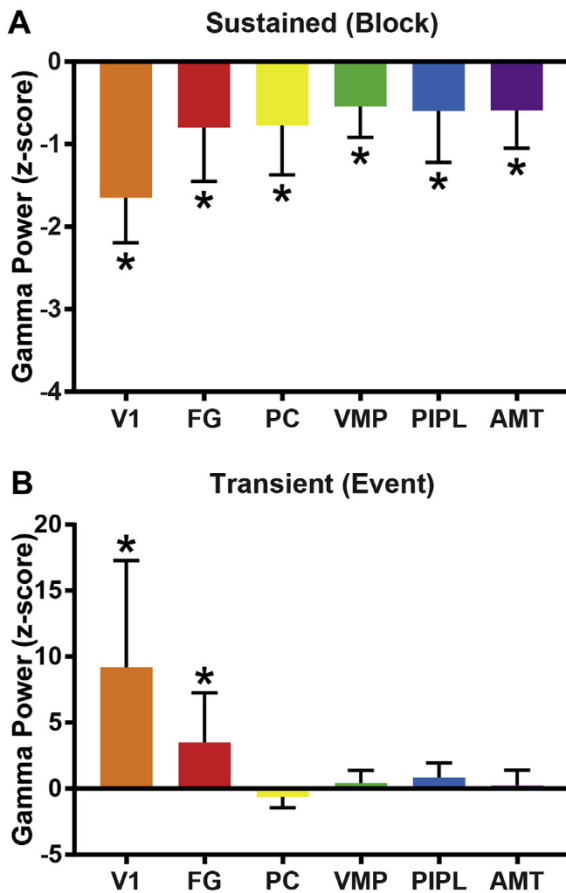 A
Sustained (Block)
Gamma Power (z-score)
0
-1
-2
-3
-4
*
*
*
*
*
*
V1 FG PC VMP PIPL AMT
B
Transient (Event)
Gamma Power (z-score)
20
15
10
5
0
-5
*
*
V1 FG PC VMP PIPL AMT